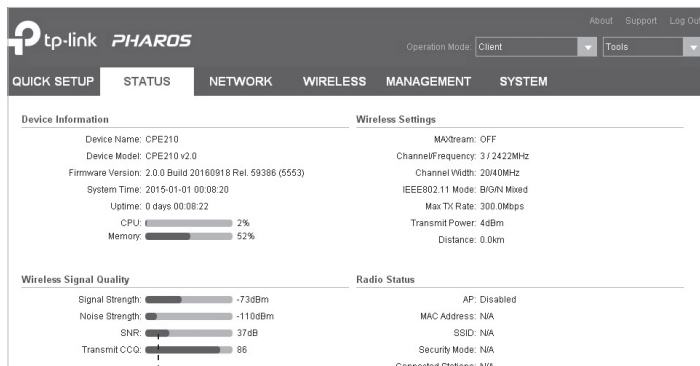 About Support Log Out
tp-link PHAROS
Operation Mode: Client Tools
QUICK SETUP STATUS NETWORK WIRELESS MANAGEMENT SYSTEM
Device Information
Device Name: CPE210
Device Model: CPE210 v2.0
Firmware Version: 2.0.0 Build 20160918 Rel. 59386 (5553)
System Time: 2015-01-01 00:08:20
Uptime: 0 days 00:08:22
CPU: 2%
Memory: 52%
Wireless Settings
MAXtream: OFF
Channel/Frequency: 3 / 2422MHz
Channel Width: 20/40MHz
IEEE802.11 Mode: B/G/N Mixed
Max TX Rate: 300.0Mbps
Transmit Power: 4dBm
Distance: 0.0km
Wireless Signal Quality
Signal Strength: -73dBm
Noise Strength: -110dBm
SNR: 37dB
Transmit CCQ: 86
Radio Status
AP: Disabled
MAC Address: N/A
SSID: N/A
Security Mode: N/A
Connected Stations: N/A